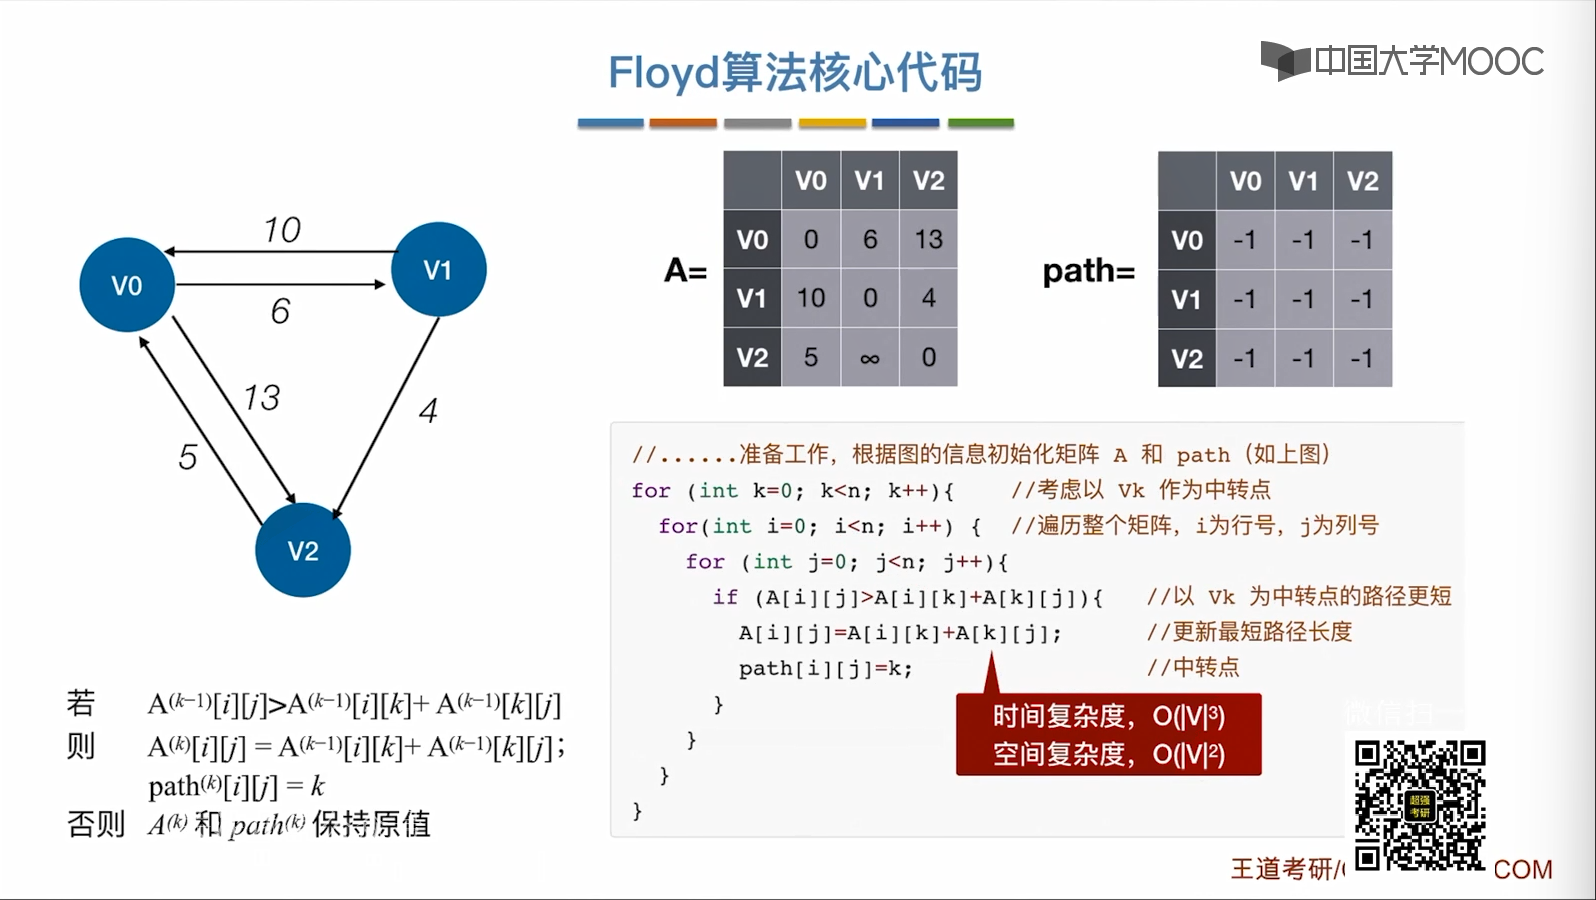 Floyd算法核心代码
中国大学MOOC
V0 V1 V2
V0 0 6 13
A=
V1 10 0 4
V2 5 ∞ 0
V0 V1 V2
V0 -1 -1 -1
path=
V1 -1 -1 -1
V2 -1 -1 -1
10
V0
V1
6
13
4
5
V2
//......准备工作，根据图的信息初始化矩阵 A 和 path（如上图）
for (int k=0; k<n; k++){ //考虑以 Vk 作为中转点
for(int i=0; i<n; i++) { //遍历整个矩阵，i为行号，j为列号
for (int j=0; j<n; j++){
if (A[i][j]>A[i][k]+A[k][j]){ //以 Vk 为中转点的路径更短
A[i][j]=A[i][k]+A[k][j]; //更新最短路径长度
path[i][j]=k; //中转点
}
}
}
}
时间复杂度，O(|V|³)
空间复杂度，O(|V|²)
若 A⁽ᵏ⁻¹⁾[i][j]>A⁽ᵏ⁻¹⁾[i][k]+ A⁽ᵏ⁻¹⁾[k][j]
则 A⁽ᵏ⁾[i][j] = A⁽ᵏ⁻¹⁾[i][k]+ A⁽ᵏ⁻¹⁾[k][j]；
path⁽ᵏ⁾[i][j] = k
否则 A⁽ᵏ⁾ 和 path⁽ᵏ⁾ 保持原值
微信扫一
超强
考研
王道考研/
COM